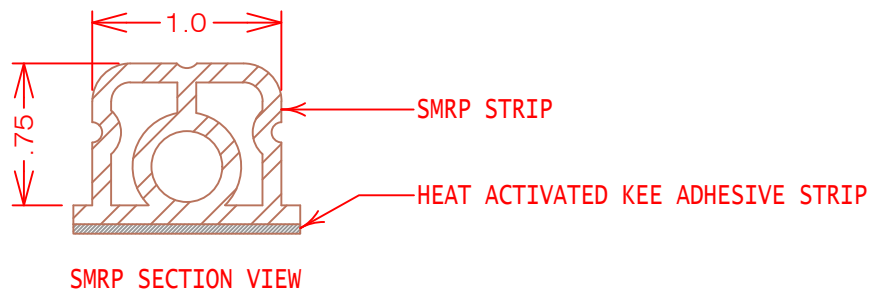 1.0
.75
SMRP STRIP
HEAT ACTIVATED KEE ADHESIVE STRIP
SMRP SECTION VIEW